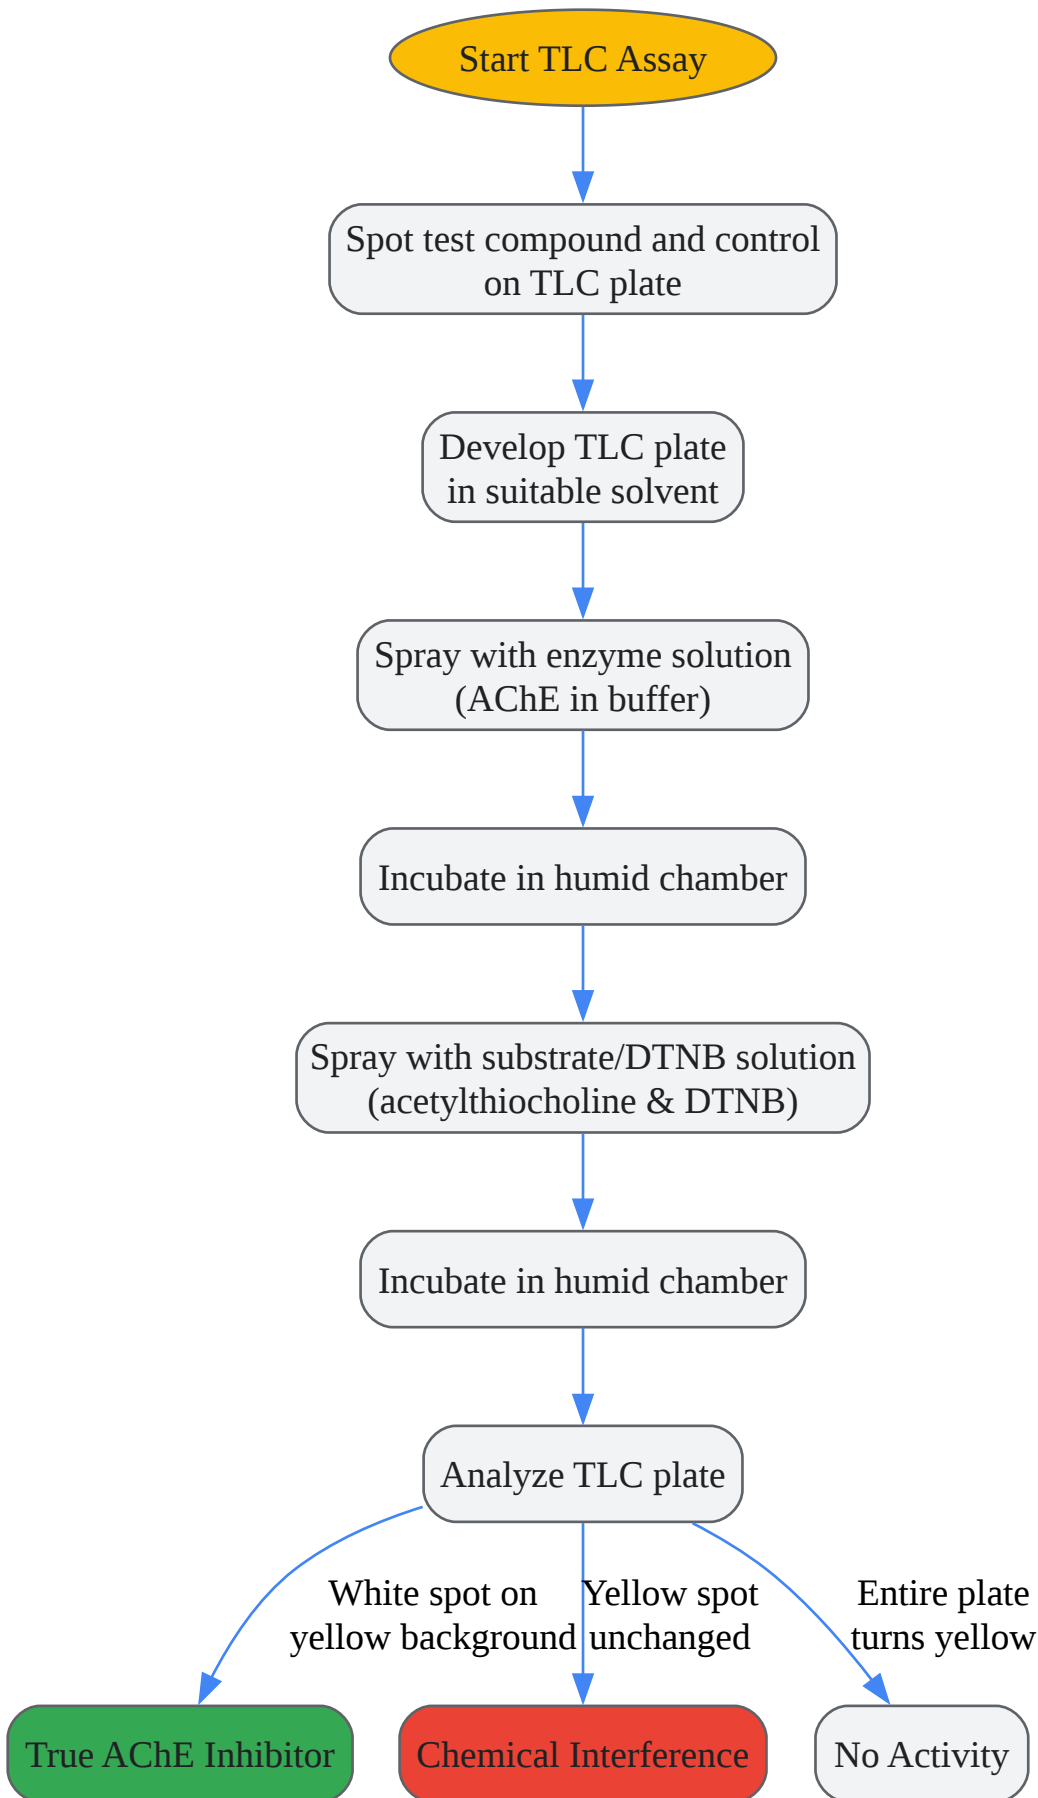 Start TLC Assay
Spot test compound and control
on TLC plate
Develop TLC plate
in suitable solvent
Spray with enzyme solution
(AChE in buffer)
Incubate in humid chamber
Spray with substrate/DTNB solution
(acetylthiocholine & DTNB)
Incubate in humid chamber
Analyze TLC plate
White spot on
yellow background
Yellow spot
unchanged
Entire plate
turns yellow
True AChE Inhibitor
Chemical Interference
No Activity